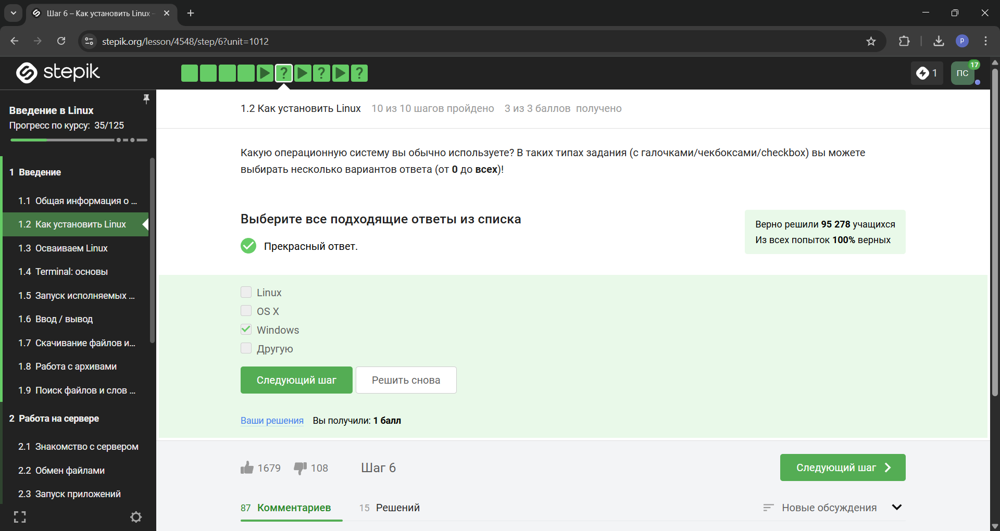 Шаг 6 – Как установить Linux –
stepik.org/lesson/4548/step/6?unit=1012
p
stepik
?
?
?
1
ПС
17
Введение в Linux
Прогресс по курсу: 35/125
1 Введение
1.1 Общая информация о ...
1.2 Как установить Linux
1.3 Осваиваем Linux
1.4 Terminal: основы
1.5 Запуск исполняемых ...
1.6 Ввод / вывод
1.7 Скачивание файлов и...
1.8 Работа с архивами
1.9 Поиск файлов и слов ...
2 Работа на сервере
2.1 Знакомство с сервером
2.2 Обмен файлами
2.3 Запуск приложений
1.2 Как установить Linux 10 из 10 шагов пройдено 3 из 3 баллов получено
Какую операционную систему вы обычно используете? В таких типах задания (с галочками/чекбоксами/checkbox) вы можете
выбирать несколько вариантов ответа (от 0 до всех)!
Выберите все подходящие ответы из списка
Прекрасный ответ.
Верно решили 95 278 учащихся
Из всех попыток 100% верных
Linux
OS X
Windows
Другую
Следующий шаг
Решить снова
Ваши решения Вы получили: 1 балл
1679 108 Шаг 6
Следующий шаг
87 Комментариев 15 Решений
Новые обсуждения